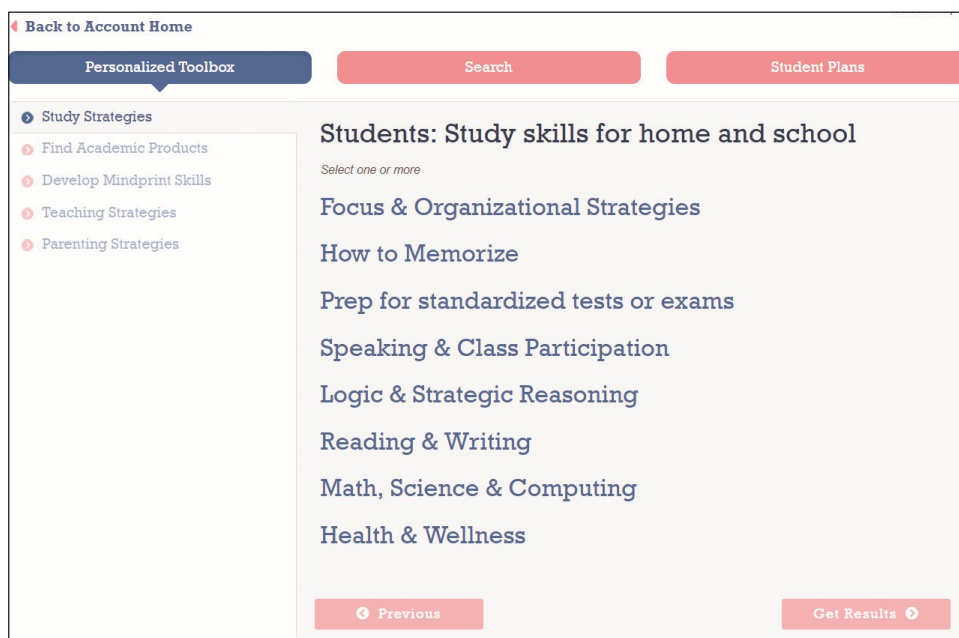 Back to Account Home
Personalized Toolbox
Search
Student Plans
Study Strategies
Find Academic Products
Develop Mindprint Skills
Teaching Strategies
Parenting Strategies
Students: Study skills for home and school
Select one or more
Focus & Organizational Strategies
How to Memorize
Prep for standardized tests or exams
Speaking & Class Participation
Logic & Strategic Reasoning
Reading & Writing
Math, Science & Computing
Health & Wellness
Previous
Get Results